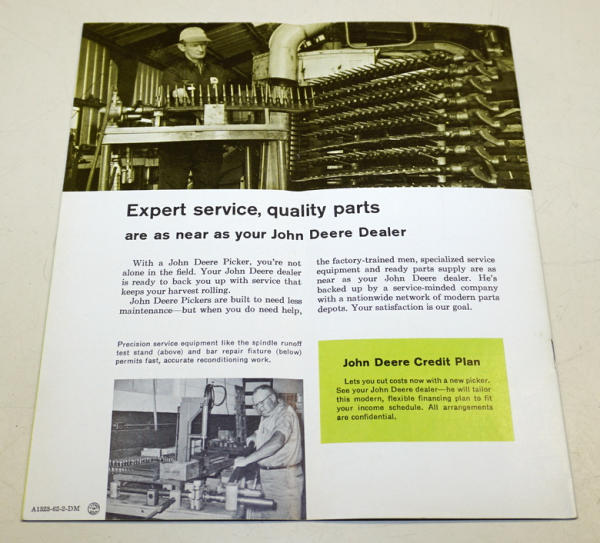 Expert service, quality parts
are as near as your John Deere Dealer
With a John Deere Picker, you're not
alone in the field. Your John Deere dealer
is ready to back you up with service that
keeps your harvest rolling.
John Deere Pickers are built to need less
maintenance—but when you do need help,
the factory-trained men, specialized service
equipment and ready parts supply are as
near as your John Deere dealer. He's
backed up by a service-minded company
with a nationwide network of modern parts
depots. Your satisfaction is our goal.
Precision service equipment like the spindle runoff
test stand (above) and bar repair fixture (below)
permits fast, accurate reconditioning work.
John Deere Credit Plan
Lets you cut costs now with a new picker.
See your John Deere dealer—he will tailor
this modern, flexible financing plan to fit
your income schedule. All arrangements
are confidential.
A1323-62-2-DM